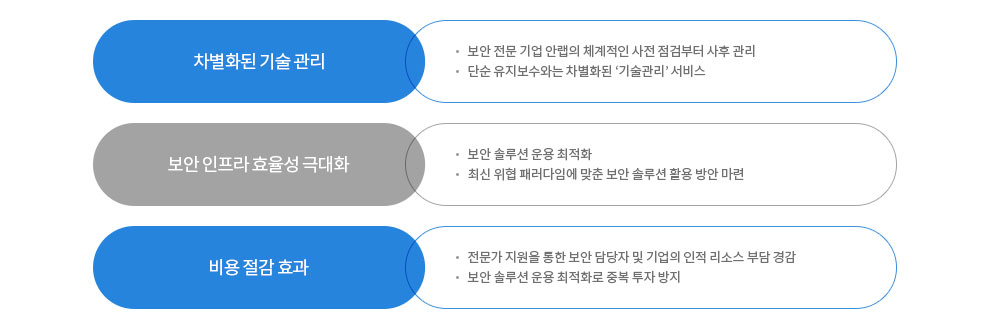 차별화된 기술 관리
• 보안 전문 기업 안랩의 체계적인 사전 점검부터 사후 관리
• 단순 유지보수와는 차별화된 ‘기술관리’ 서비스
보안 인프라 효율성 극대화
• 보안 솔루션 운용 최적화
• 최신 위협 패러다임에 맞춘 보안 솔루션 활용 방안 마련
비용 절감 효과
• 전문가 지원을 통한 보안 담당자 및 기업의 인적 리소스 부담 경감
• 보안 솔루션 운용 최적화로 중복 투자 방지